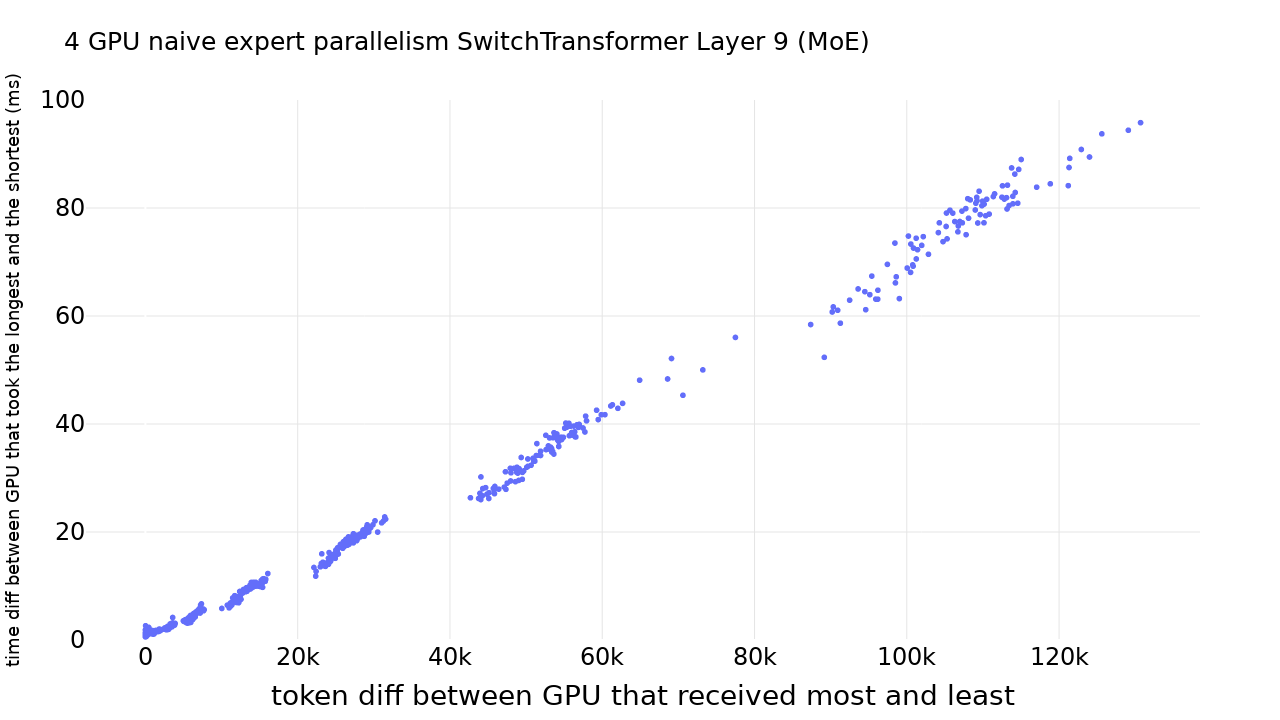 4 GPU naive expert parallelism SwitchTransformer Layer 9 (MoE)
time diff between GPU that took the longest and the shortest (ms)
100
80
60
40
20
0
0 20k 40k 60k 80k 100k 120k
token diff between GPU that received most and least